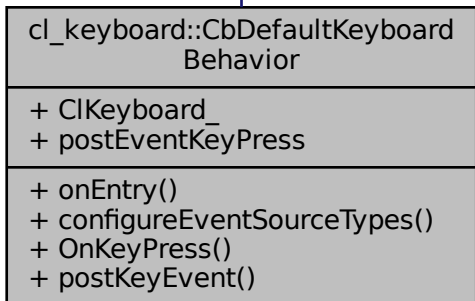 cl_keyboard::CbDefaultKeyboard
Behavior
+ ClKeyboard_
+ postEventKeyPress
+ onEntry()
+ configureEventSourceTypes()
+ OnKeyPress()
+ postKeyEvent()